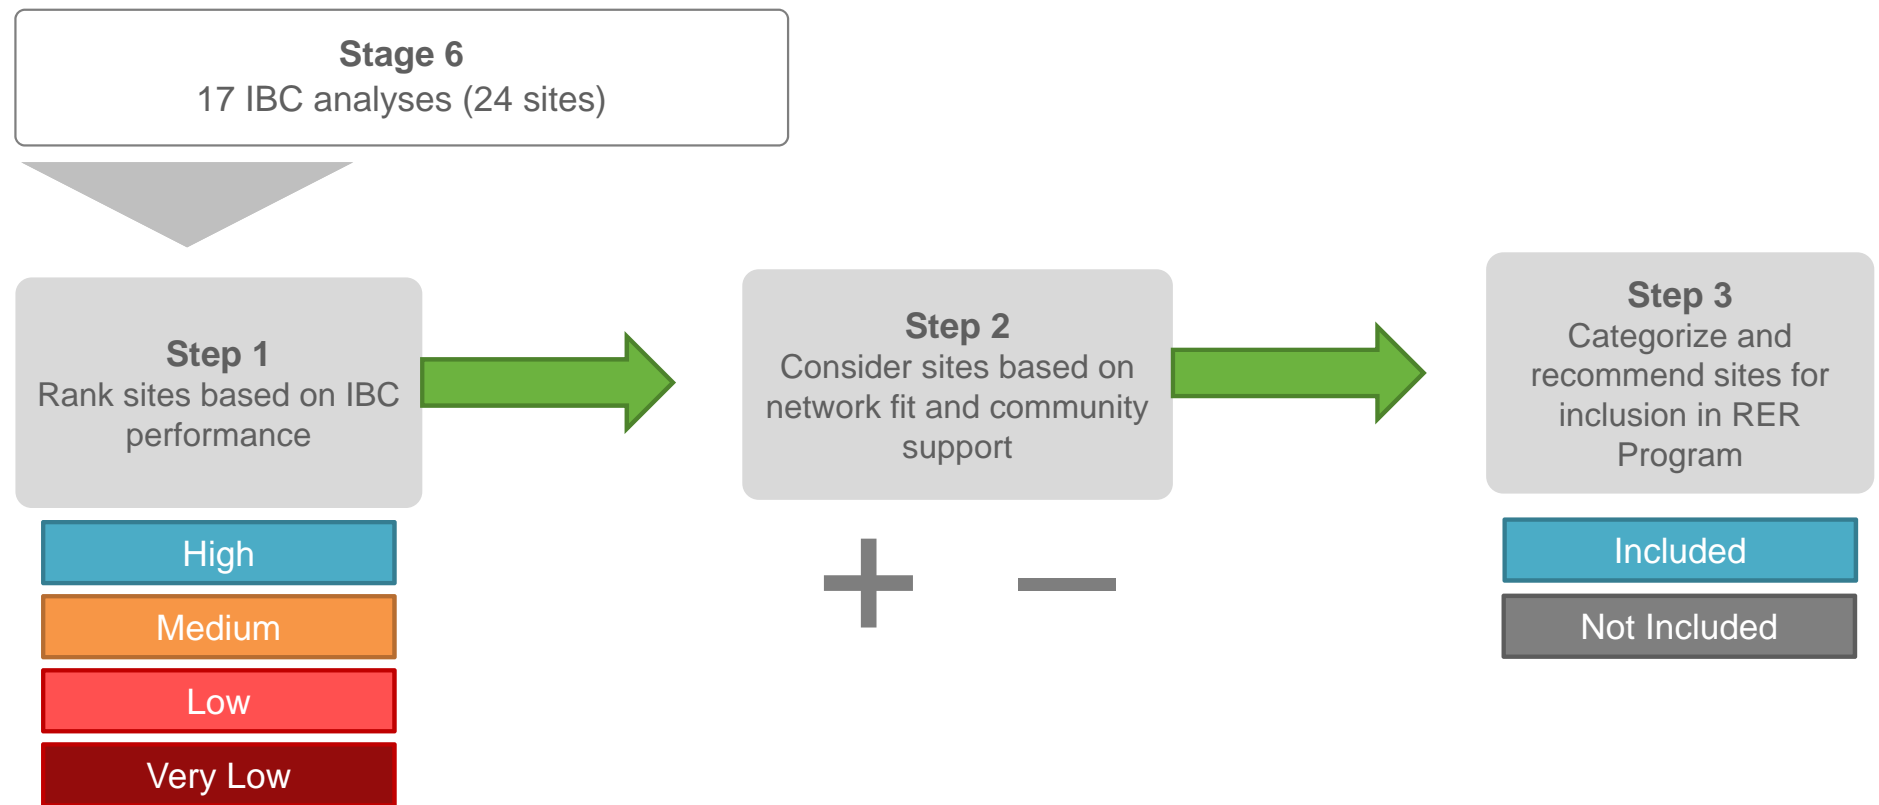 Stage 6
17 IBC analyses (24 sites)
Step 1
Rank sites based on IBC
performance
High
Medium
Low
Very Low
Step 2
Consider sites based on
network fit and community
support
Step 3
Categorize and
recommend sites for
inclusion in RER
Program
Included
Not Included